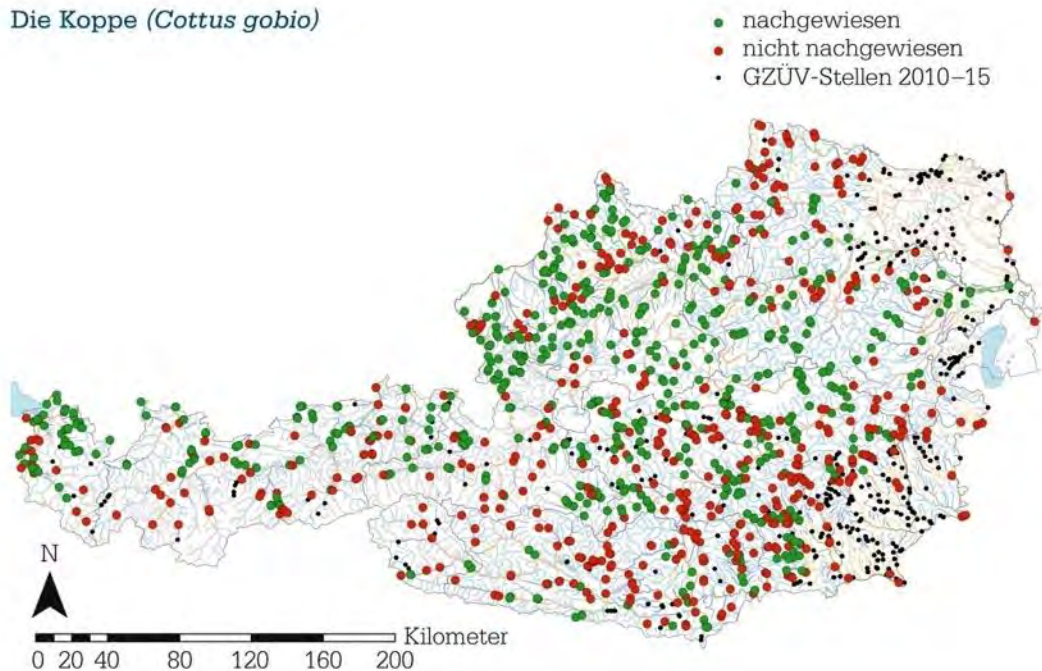 Die Koppe (Cottus gobio)
nachgewiesen
nicht nachgewiesen
GZÜV-Stellen 2010–15
N
Kilometer
0 20 40 80 120 160 200